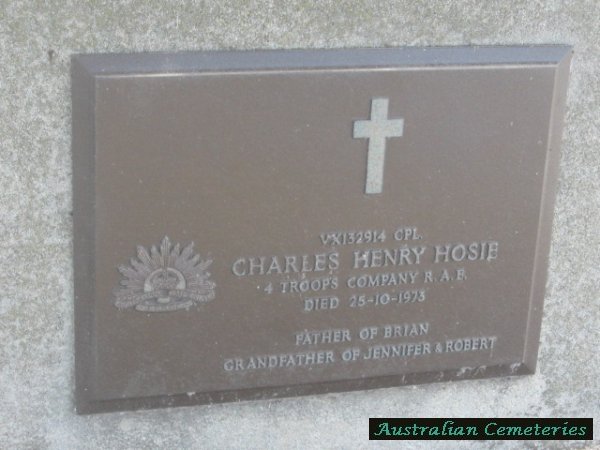 VX132914 CPL.
CHARLES HENRY HOSIE
4 TROOPS COMPANY R.A.E.
DIED 25-10-1973
FATHER OF BRIAN
GRANDFATHER OF JENNIFER & ROBERT
Australian Cemeteries